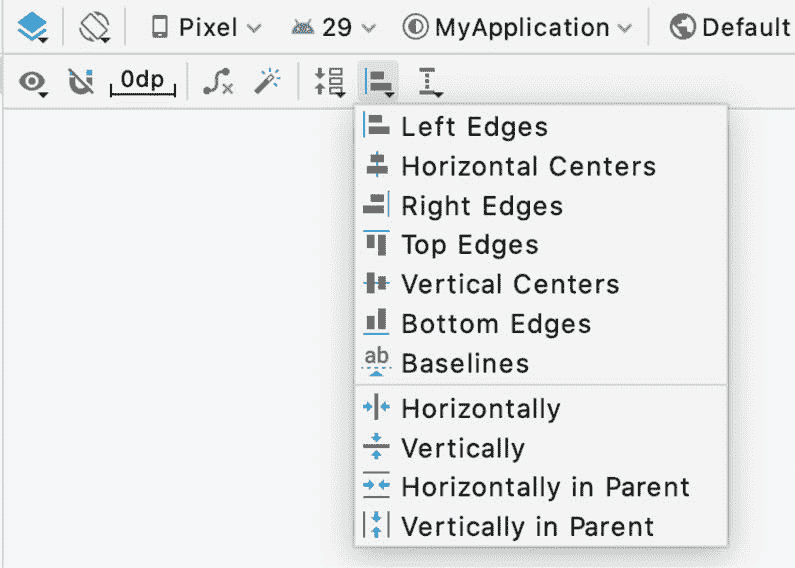 Pixel 29 MyApplication Default
0dp
Left Edges
Horizontal Centers
Right Edges
Top Edges
Vertical Centers
Bottom Edges
ab Baselines
Horizontally
Vertically
Horizontally in Parent
Vertically in Parent